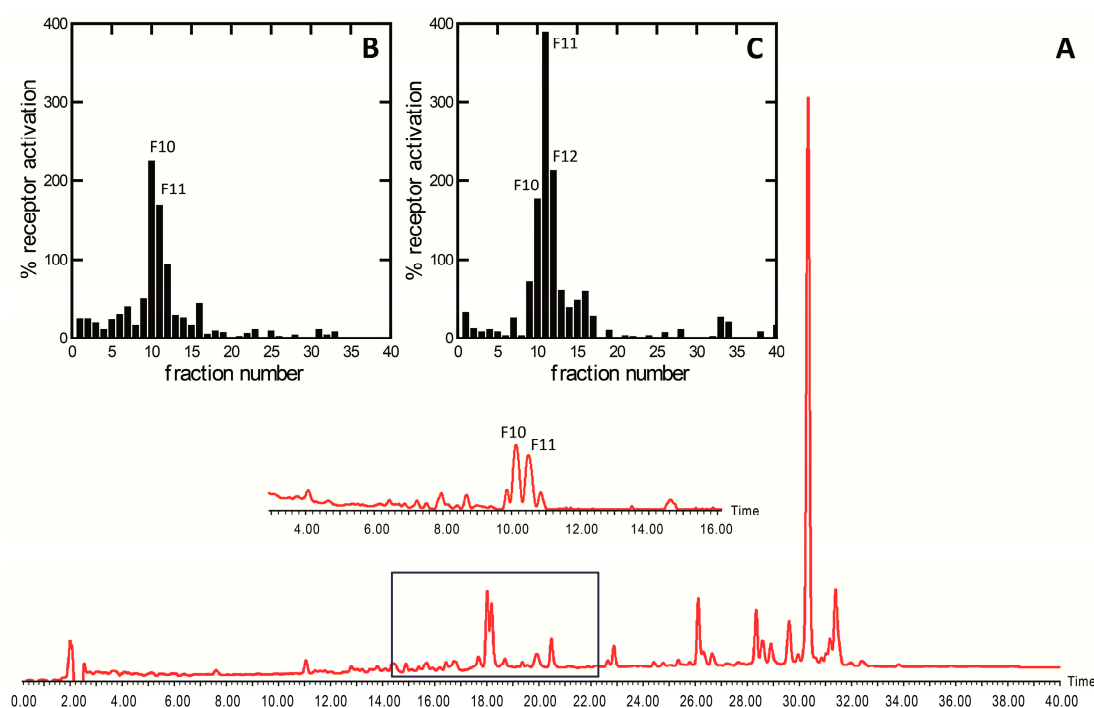 400 B
300
200
100
0
% receptor activation
F10
F11
0 5 10 15 20 25 30 35 40
fraction number
400 C
300
200
100
0
% receptor activation
F11
F12
F10
0 5 10 15 20 25 30 35 40
fraction number
A
F10
F11
Time
4.00 6.00 8.00 10.00 12.00 14.00 16.00
Time
0.00 2.00 4.00 6.00 8.00 10.00 12.00 14.00 16.00 18.00 20.00 22.00 24.00 26.00 28.00 30.00 32.00 34.00 36.00 38.00 40.00